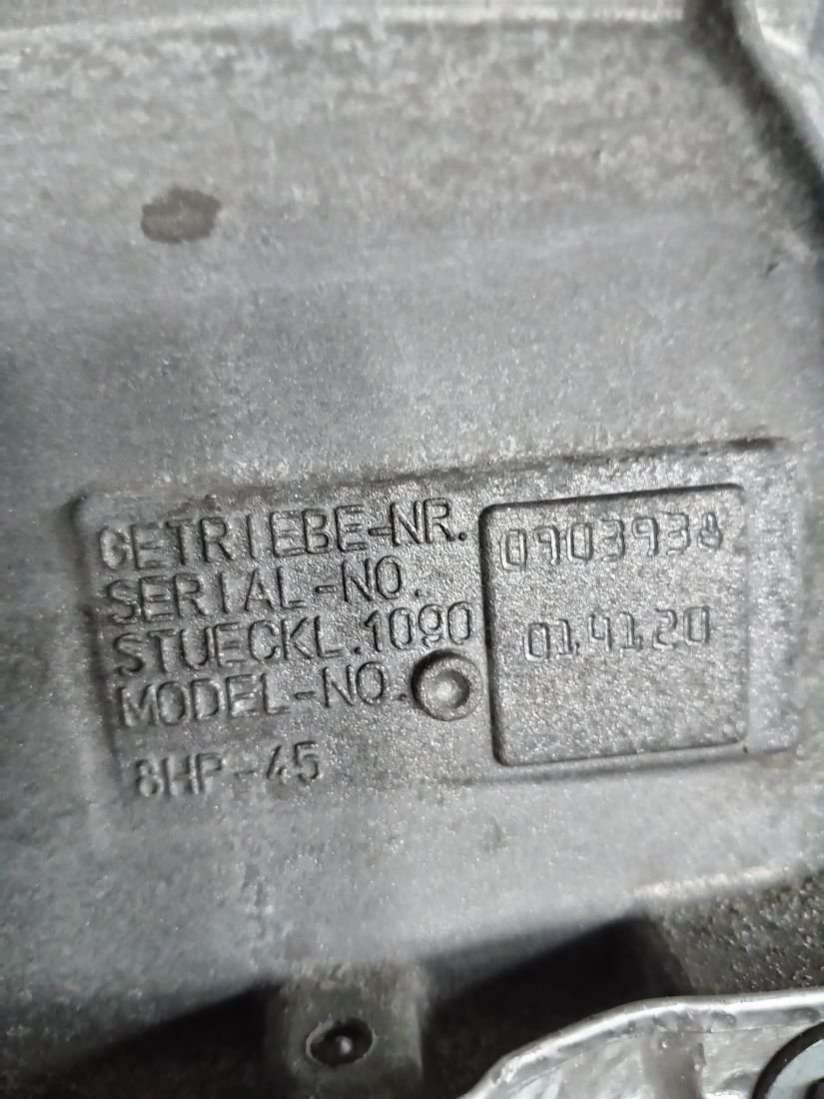 GETRIEBE-NR. 0903938
SERIAL-NO.
STUECKL.1090 014120
MODEL-NO.
8HP-45